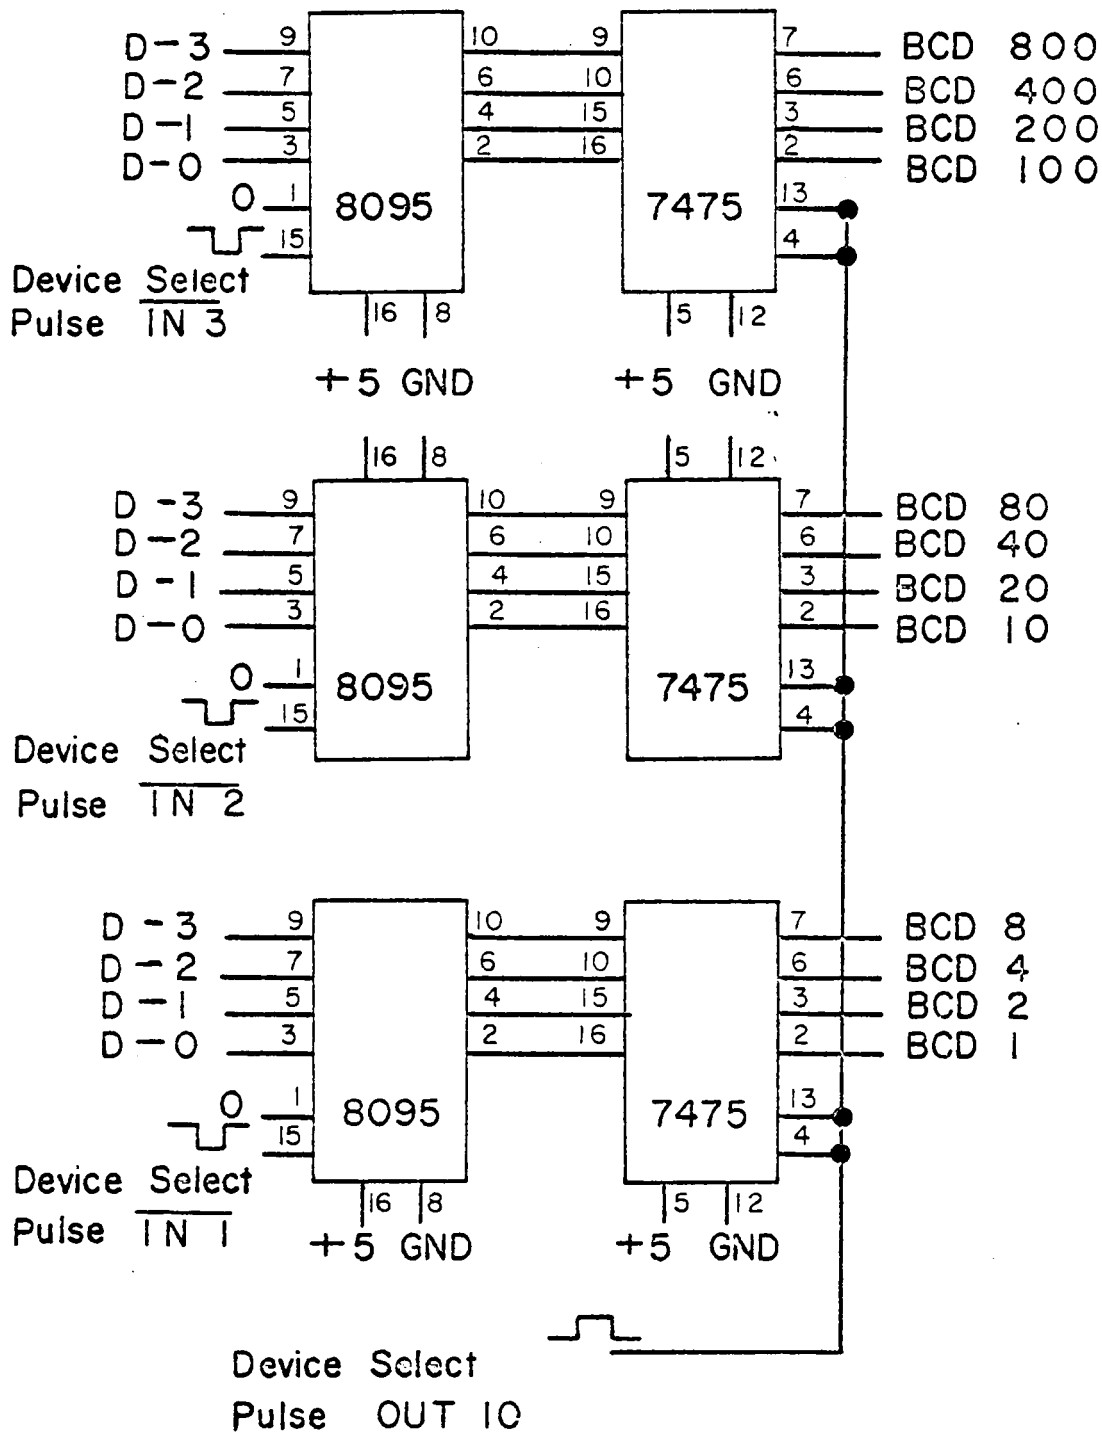 D-3 9 10 9 7 BCD 800
D-2 7 6 10 6 BCD 400
D-1 5 4 15 3 BCD 200
D-0 3 2 16 2 BCD 100
0 1 8095 7475 13
15 4
Device Select
Pulse IN 3
16 8 5 12
+5 GND +5 GND
16 8 5 12
D-3 9 10 9 7 BCD 80
D-2 7 6 10 6 BCD 40
D-1 5 4 15 3 BCD 20
D-0 3 2 16 2 BCD 10
0 1 8095 7475 13
15 4
Device Select
Pulse IN 2
D-3 9 10 9 7 BCD 8
D-2 7 6 10 6 BCD 4
D-1 5 4 15 3 BCD 2
D-0 3 2 16 2 BCD 1
0 1 8095 7475 13
15 4
Device Select
Pulse IN 1
16 8 5 12
+5 GND +5 GND
Device Select
Pulse OUT 10